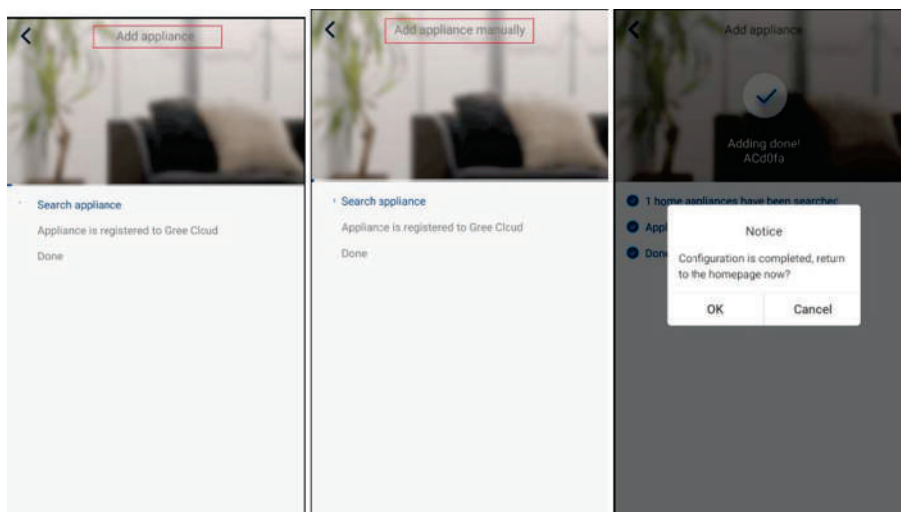 Add appliance
Search appliance
Appliance is registered to Gree Cloud
Done
Add appliance manually
Search appliance
Appliance is registered to Gree Cloud
Done
Add appliance
Adding done!
ACd0fa
1 home appliances have been searched
Appl
Done
Notice
Configuration is completed, return
to the homepage now?
OK
Cancel